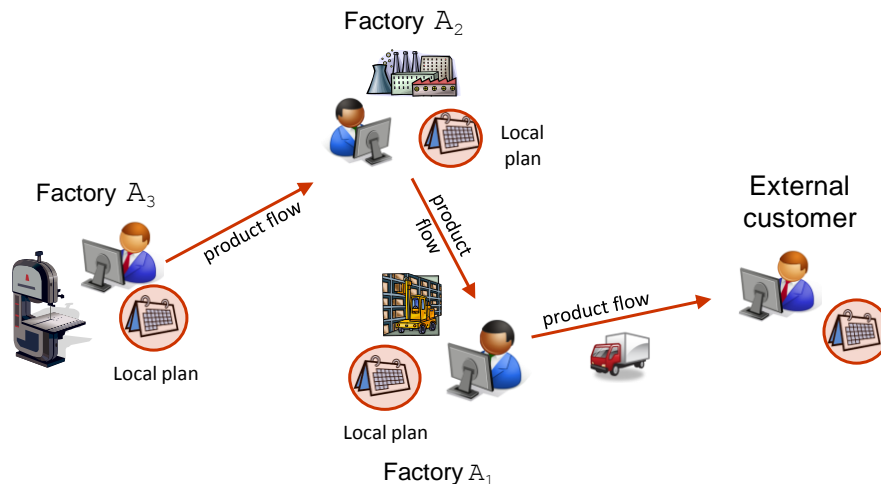 Factory A₂
Local
plan
Factory A₃
product flow
product
flow
External
customer
product flow
Local plan
Local plan
Factory A₁